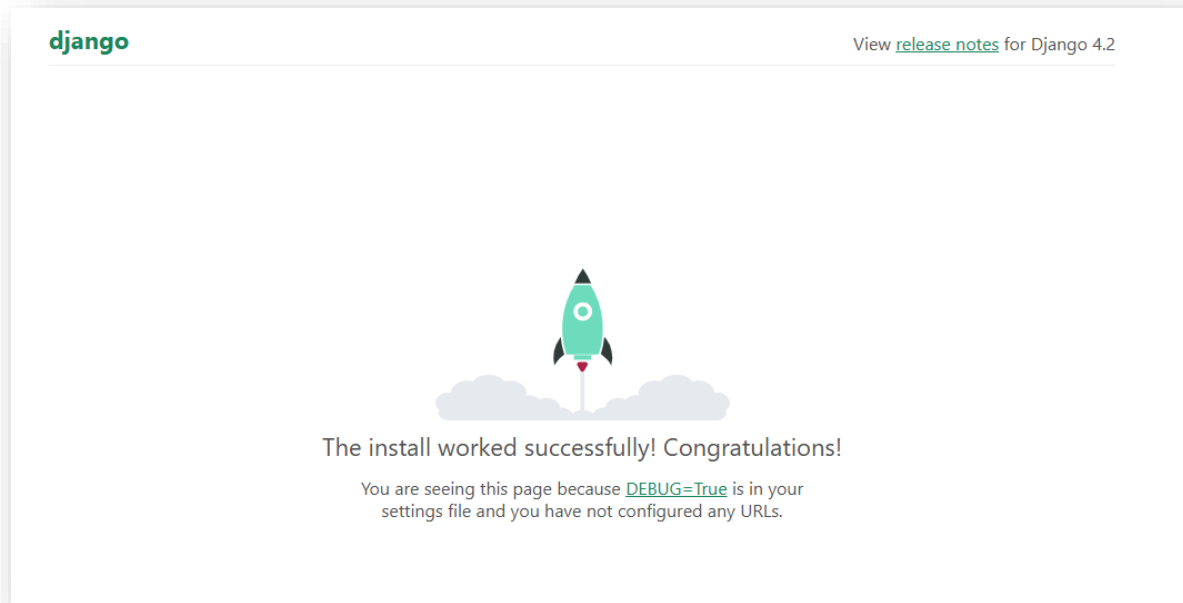 django
View release notes for Django 4.2
The install worked successfully! Congratulations!
You are seeing this page because DEBUG=True is in your
settings file and you have not configured any URLs.